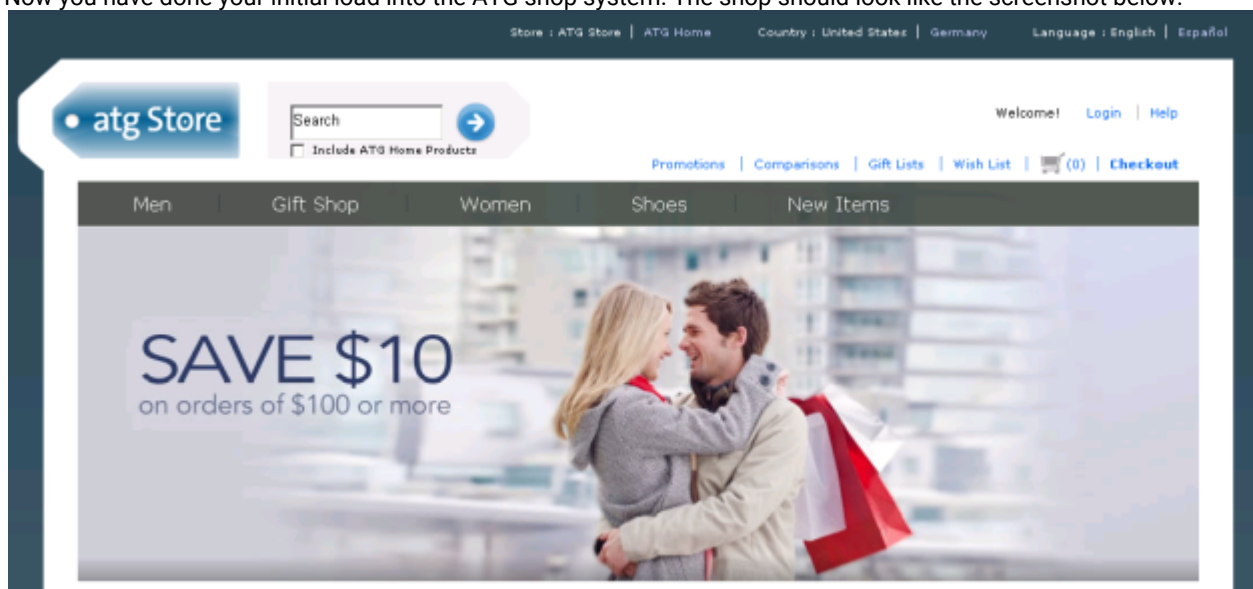 Now you have done your initial load into the ATG shop system. The shop should look like the screenshot below.
Store : ATG Store | ATG Home Country : United States | Germany Language : English | Español
atg Store
Search
Include ATG Home Products
Welcome! Login | Help
Promotions | Comparisons | Gift Lists | Wish List | (0) | Checkout
Men Gift Shop Women Shoes New Items
SAVE $10
on orders of $100 or more